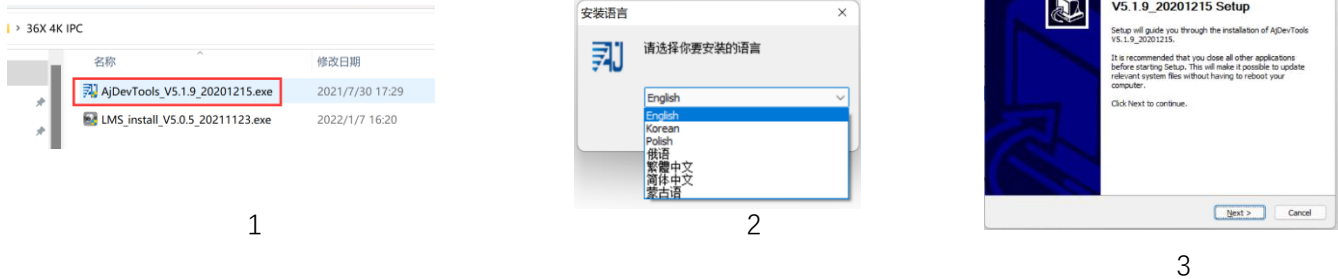 36X 4K IPC
名称
修改日期
AjDevTools_V5.1.9_20201215.exe
2021/7/30 17:29
LMS_install_V5.0.5_20211123.exe
2022/1/7 16:20
1
安装语言
请选择你要安装的语言
English
English
Korean
Polish
俄语
繁體中文
简体中文
蒙古语
2
V5.1.9_20201215 Setup
Setup will guide you through the installation of AjDevTools
V5.1.9_20201215.
It is recommended that you close all other applications
before starting Setup. This will make it possible to update
relevant system files without having to reboot your
computer.
Click Next to continue.
Next >
Cancel
3